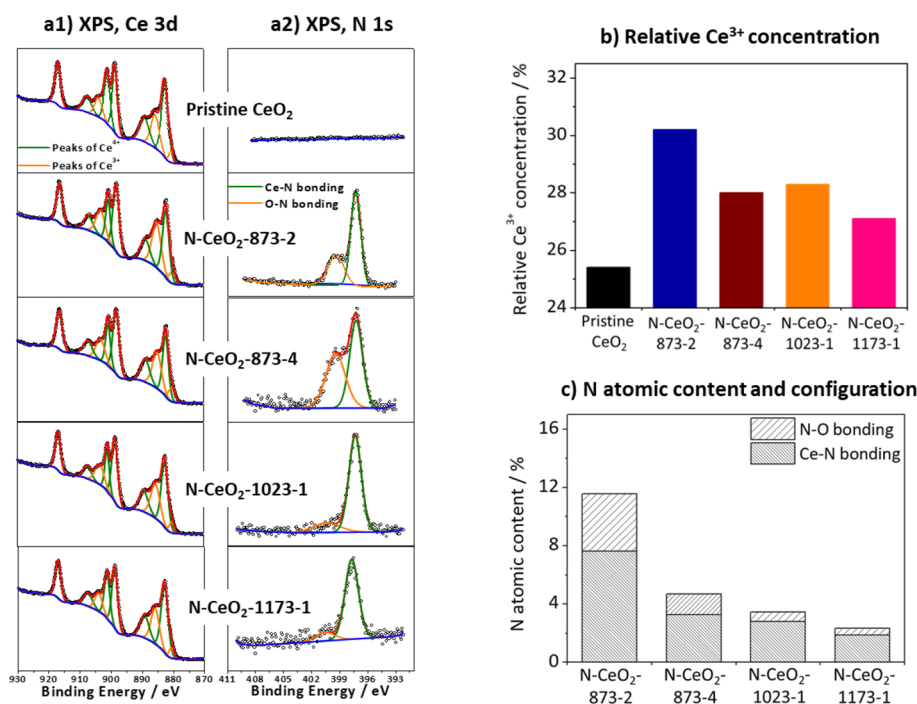 a1) XPS, Ce 3d
Pristine CeO₂
Peaks of Ce⁴⁺
Peaks of Ce³⁺
N-CeO₂-873-2
N-CeO₂-873-4
N-CeO₂-1023-1
N-CeO₂-1173-1
930 920 910 900 890 880 870
Binding Energy / eV
a2) XPS, N 1s
Ce-N bonding
O-N bonding
411 408 405 402 399 396 393
Binding Energy / eV
b) Relative Ce³⁺ concentration
Relative Ce³⁺ concentration / %
32
30
28
26
24
Pristine N-CeO₂- N-CeO₂- N-CeO₂- N-CeO₂-
CeO₂ 873-2 873-4 1023-1 1173-1
c) N atomic content and configuration
N atomic content / %
16
12
8
4
0
N-O bonding
Ce-N bonding
N-CeO₂- N-CeO₂- N-CeO₂- N-CeO₂-
873-2 873-4 1023-1 1173-1